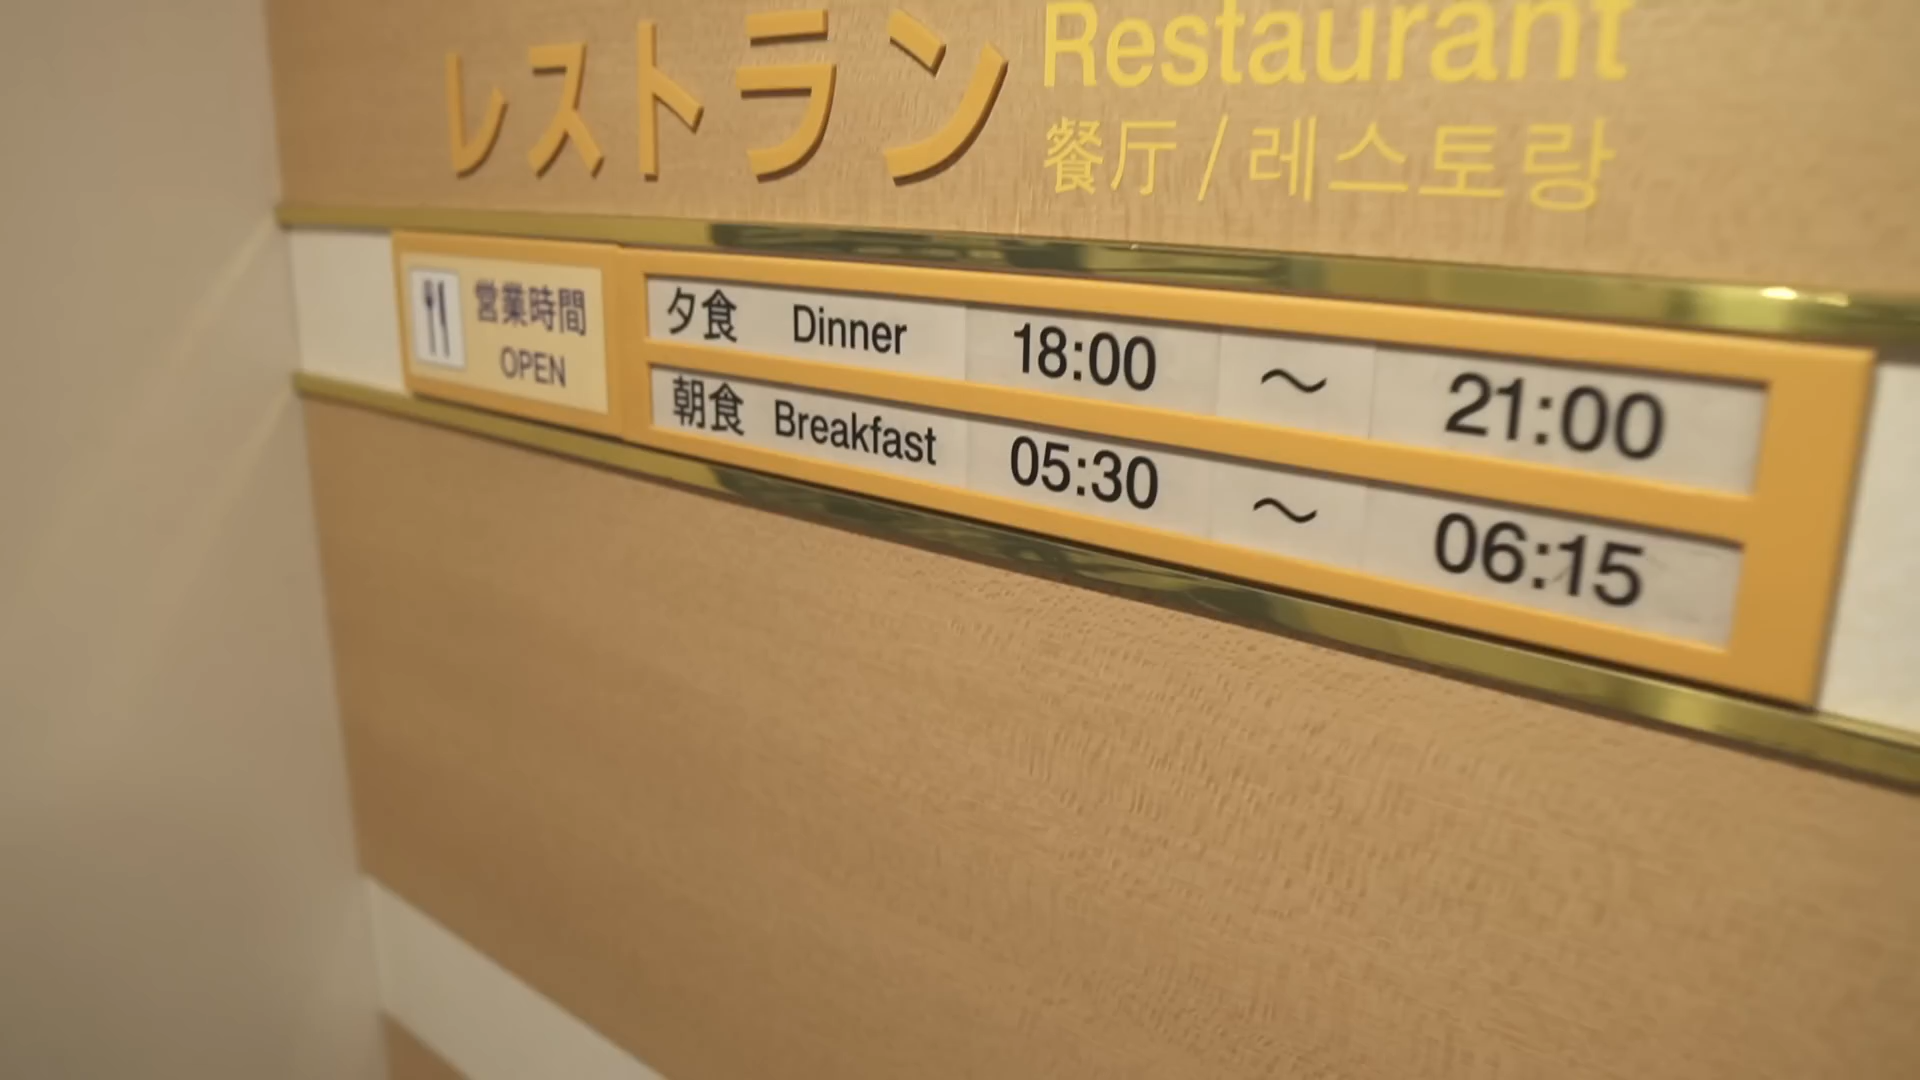 レストラン Restaurant
餐厅 / 레스토랑
営業時間
OPEN
夕食 Dinner 18:00 ～ 21:00
朝食 Breakfast 05:30 ～ 06:15